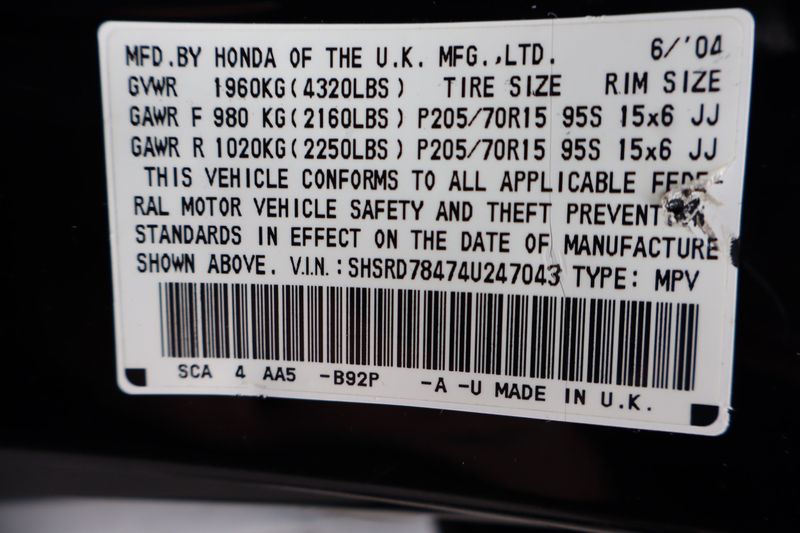 MFD.BY HONDA OF THE U.K. MFG.,LTD. 6/'04
GVWR 1960KG(4320LBS) TIRE SIZE RIM SIZE
GAWR F 980 KG(2160LBS) P205/70R15 95S 15x6 JJ
GAWR R 1020KG(2250LBS) P205/70R15 95S 15x6 JJ
THIS VEHICLE CONFORMS TO ALL APPLICABLE FEDE-
RAL MOTOR VEHICLE SAFETY AND THEFT PREVENT
STANDARDS IN EFFECT ON THE DATE OF MANUFACTURE
SHOWN ABOVE. V.I.N.:SHSRD78474U247043 TYPE: MPV
SCA 4 AA5 -B92P -A -U MADE IN U.K.